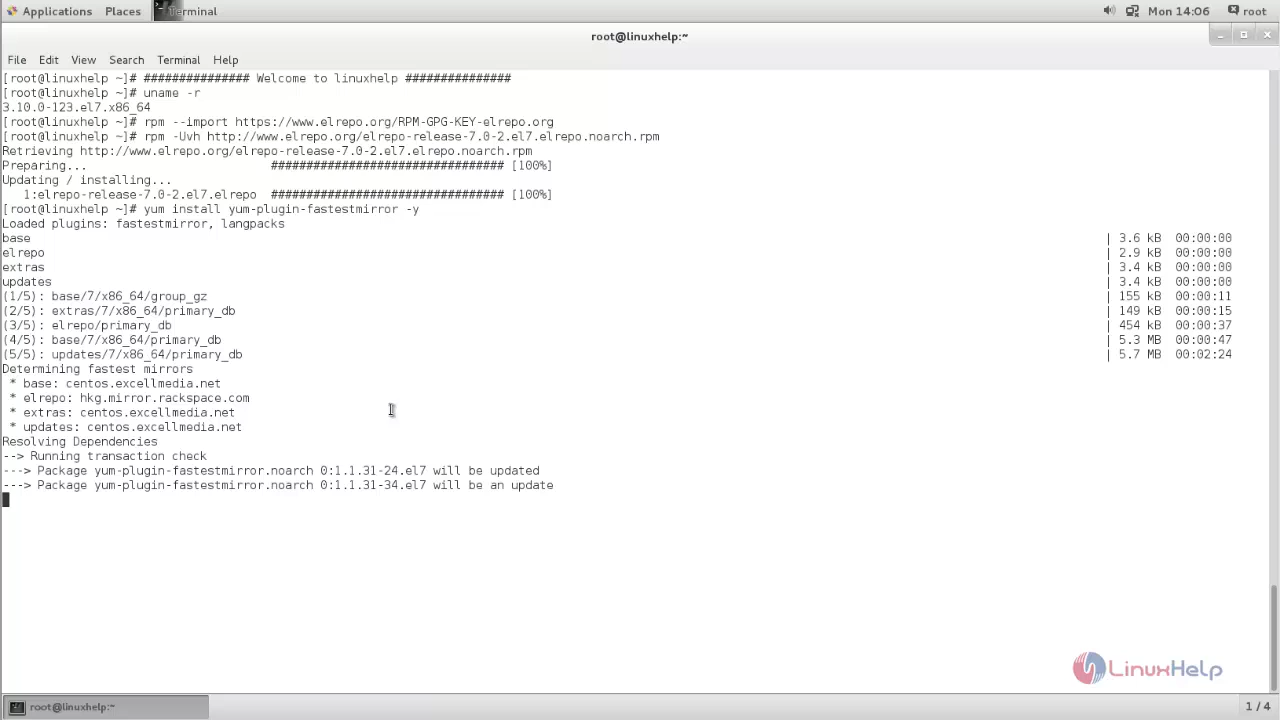 Applications Places Terminal Mon 14:06 root
root@linuxhelp:~
File Edit View Search Terminal Help
[root@linuxhelp ~]# ############### Welcome to linuxhelp ###############
[root@linuxhelp ~]# uname -r
3.10.0-123.el7.x86_64
[root@linuxhelp ~]# rpm --import https://www.elrepo.org/RPM-GPG-KEY-elrepo.org
[root@linuxhelp ~]# rpm -Uvh http://www.elrepo.org/elrepo-release-7.0-2.el7.elrepo.noarch.rpm
Retrieving http://www.elrepo.org/elrepo-release-7.0-2.el7.elrepo.noarch.rpm
Preparing... ################################# [100%]
Updating / installing...
1:elrepo-release-7.0-2.el7.elrepo ################################# [100%]
[root@linuxhelp ~]# yum install yum-plugin-fastestmirror -y
Loaded plugins: fastestmirror, langpacks
base | 3.6 kB 00:00:00
elrepo | 2.9 kB 00:00:00
extras | 3.4 kB 00:00:00
updates | 3.4 kB 00:00:00
(1/5): base/7/x86_64/group_gz | 155 kB 00:00:11
(2/5): extras/7/x86_64/primary_db | 149 kB 00:00:15
(3/5): elrepo/primary_db | 454 kB 00:00:37
(4/5): base/7/x86_64/primary_db | 5.3 MB 00:00:47
(5/5): updates/7/x86_64/primary_db | 5.7 MB 00:02:24
Determining fastest mirrors
* base: centos.excellmedia.net
* elrepo: hkg.mirror.rackspace.com
* extras: centos.excellmedia.net
* updates: centos.excellmedia.net
Resolving Dependencies
--> Running transaction check
---> Package yum-plugin-fastestmirror.noarch 0:1.1.31-24.el7 will be updated
---> Package yum-plugin-fastestmirror.noarch 0:1.1.31-34.el7 will be an update
LinuxHelp
root@linuxhelp:~ 1 / 4